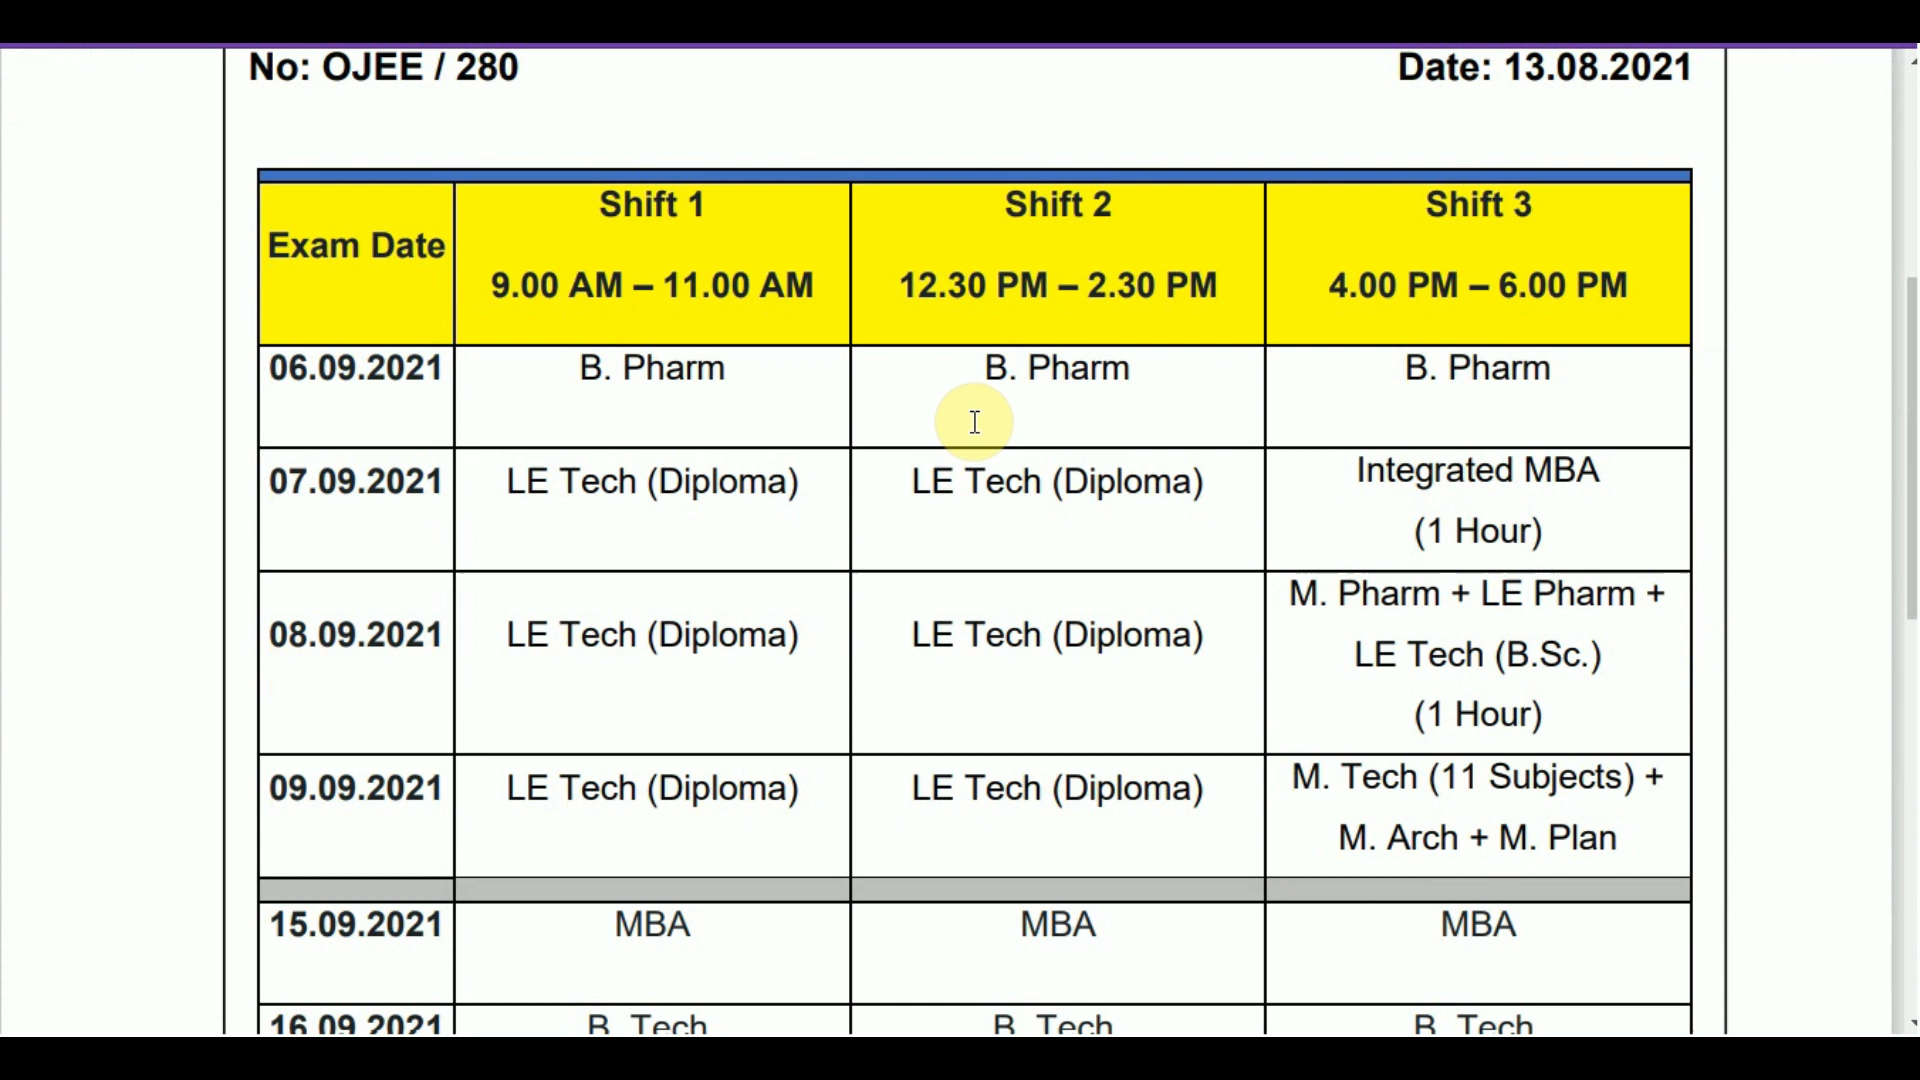 No: OJEE / 280 Date: 13.08.2021
Exam Date Shift 1 Shift 2 Shift 3
9.00 AM – 11.00 AM 12.30 PM – 2.30 PM 4.00 PM – 6.00 PM
06.09.2021 B. Pharm B. Pharm B. Pharm
07.09.2021 LE Tech (Diploma) LE Tech (Diploma) Integrated MBA
(1 Hour)
08.09.2021 LE Tech (Diploma) LE Tech (Diploma) M. Pharm + LE Pharm +
LE Tech (B.Sc.)
(1 Hour)
09.09.2021 LE Tech (Diploma) LE Tech (Diploma) M. Tech (11 Subjects) +
M. Arch + M. Plan
15.09.2021 MBA MBA MBA
16.09.2021 B. Tech B. Tech B. Tech